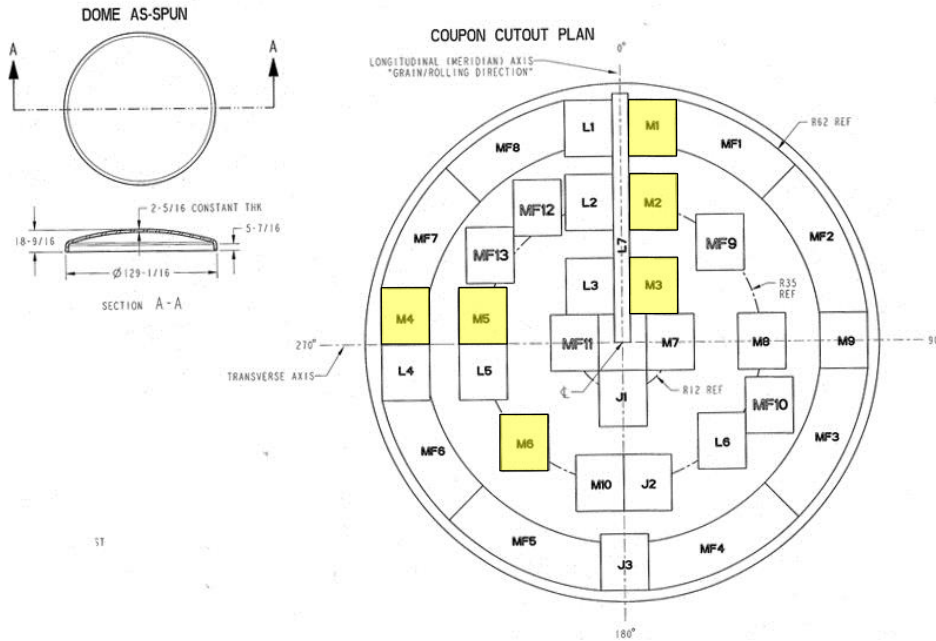 DOME AS-SPUN
A
A
2-5/16 CONSTANT THK
5-7/16
18-9/16
Ø129-1/16
SECTION A-A
COUPON CUTOUT PLAN
0°
LONGITUDINAL (MERIDIAN) AXIS
"GRAIN/ROLLING DIRECTION"
R62 REF
L1
M1
MF1
MF8
L2
M2
MF12
MF9
MF2
MF7
MF13
L7
L3
M3
R35
REF
M4
M5
270°
MF11
M7
M8
M9
90
TRANSVERSE AXIS
L4
L5
℄
R12 REF
J1
MF10
M6
L6
MF6
MF3
M10
J2
MF5
J3
MF4
180°
ST